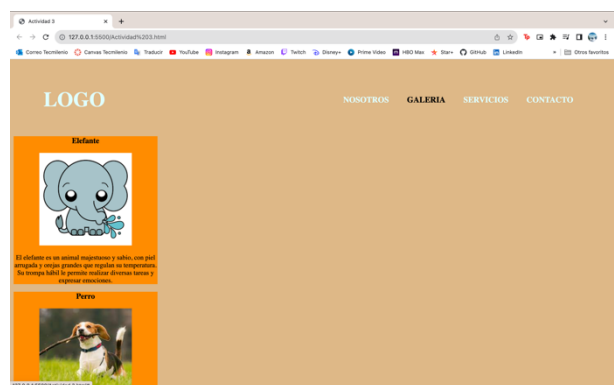 Actividad 3
127.0.0.1:5500/Actividad%203.html
Correo Tecmilenio Canvas Tecmilenio Traducir YouTube Instagram Amazon Twitch Disney+ Prime Video HBO Max Star+ GitHub LinkedIn » Otros favoritos
LOGO NOSOTROS GALERIA SERVICIOS CONTACTO
Elefante
El elefante es un animal majestuoso y sabio, con piel
arrugada y orejas grandes que regulan su temperatura.
Su trompa hábil le permite realizar diversas tareas y
expresar emociones.
Perro